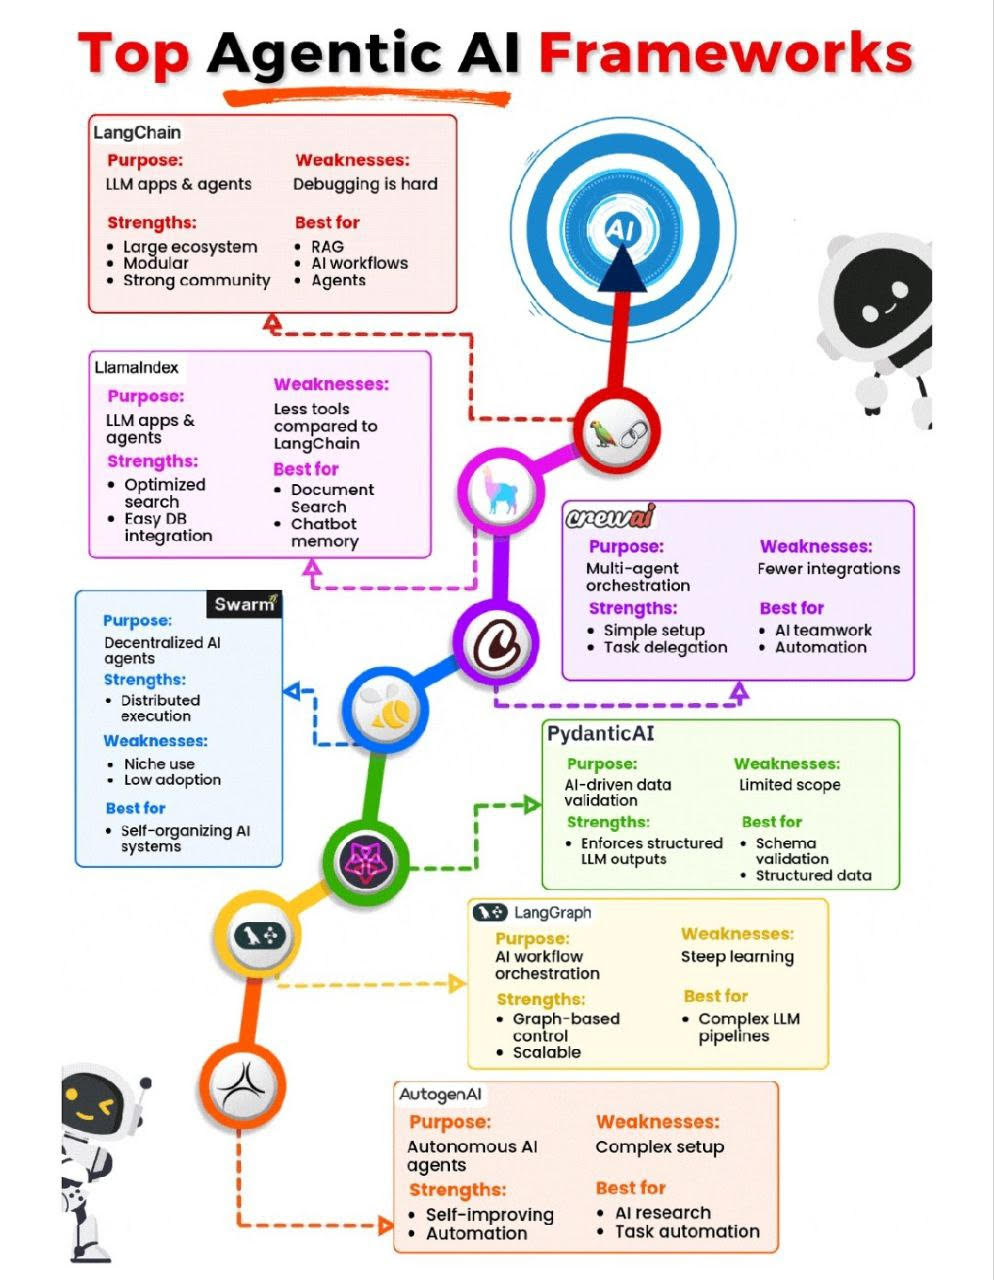 Top Agentic AI Frameworks
LangChain
Purpose:
LLM apps & agents
Strengths:
• Large ecosystem
• Modular
• Strong community
Weaknesses:
Debugging is hard
Best for
• RAG
• AI workflows
• Agents
AI
LlamaIndex
Purpose:
LLM apps &
agents
Strengths:
• Optimized
search
• Easy DB
integration
Weaknesses:
Less tools
compared to
LangChain
Best for
• Document
Search
• Chatbot
memory
crewai
Purpose:
Multi-agent
orchestration
Strengths:
• Simple setup
• Task delegation
Weaknesses:
Fewer integrations
Best for
• AI teamwork
• Automation
Swarm
Purpose:
Decentralized AI
agents
Strengths:
• Distributed
execution
Weaknesses:
• Niche use
• Low adoption
Best for
• Self-organizing AI
systems
PydanticAI
Purpose:
AI-driven data
validation
Strengths:
• Enforces structured
LLM outputs
Weaknesses:
Limited scope
Best for
• Schema
validation
• Structured data
LangGraph
Purpose:
AI workflow
orchestration
Strengths:
• Graph-based
control
• Scalable
Weaknesses:
Steep learning
Best for
• Complex LLM
pipelines
AutogenAI
Purpose:
Autonomous AI
agents
Strengths:
• Self-improving
• Automation
Weaknesses:
Complex setup
Best for
• AI research
• Task automation